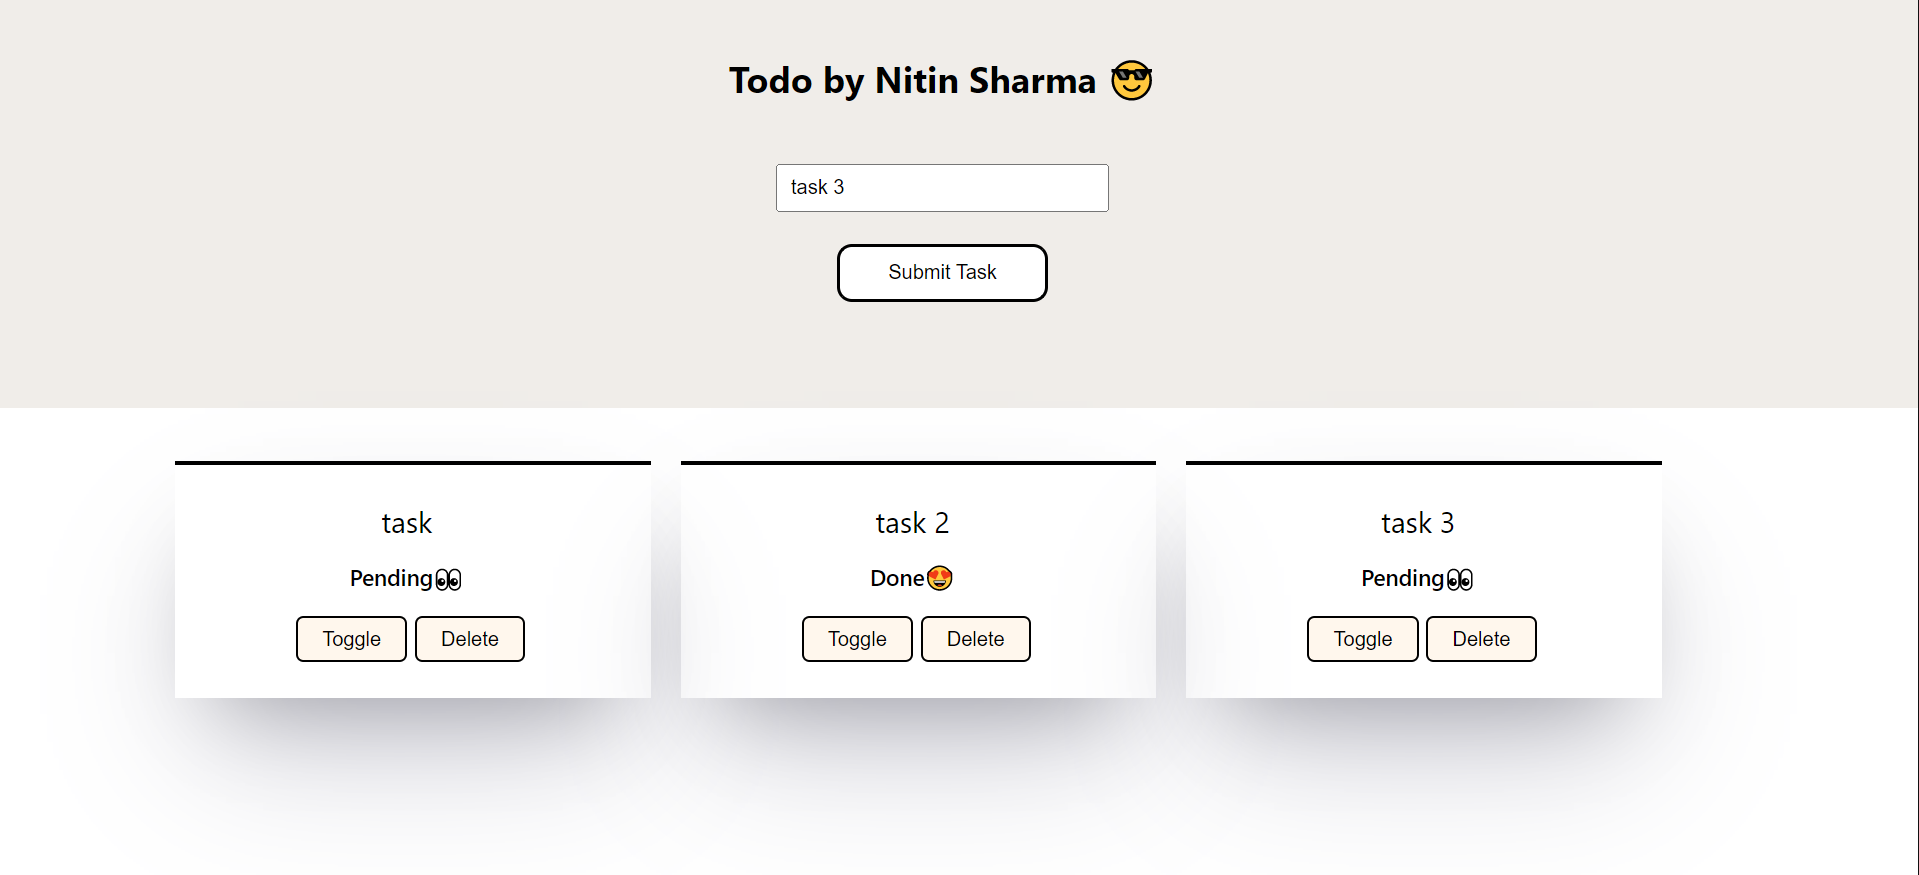 Todo by Nitin Sharma 😎
task 3
Submit Task
task
Pending👀
Toggle Delete
task 2
Done😍
Toggle Delete
task 3
Pending👀
Toggle Delete